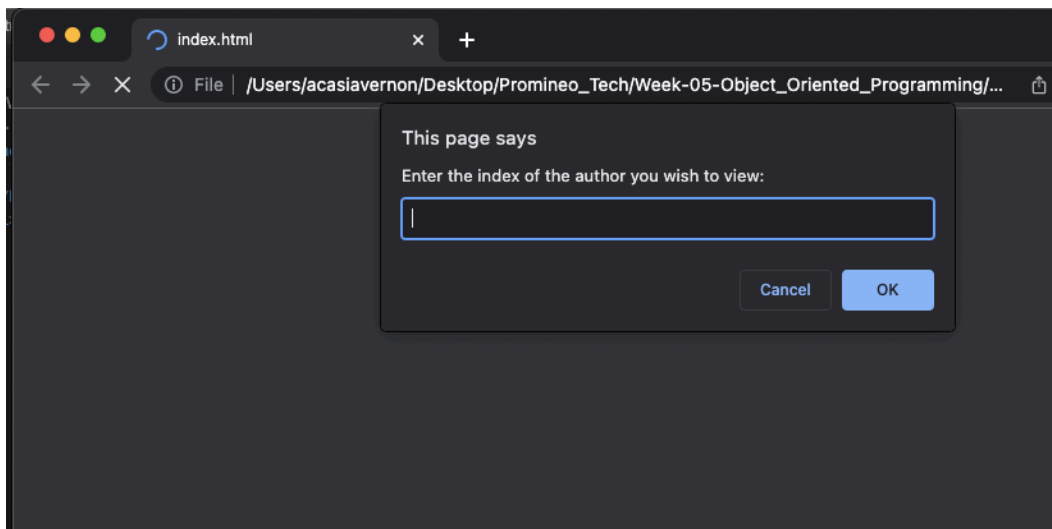 index.html
File /Users/acasiavernon/Desktop/Promineo_Tech/Week-05-Object_Oriented_Programming/...
This page says
Enter the index of the author you wish to view:
Cancel OK